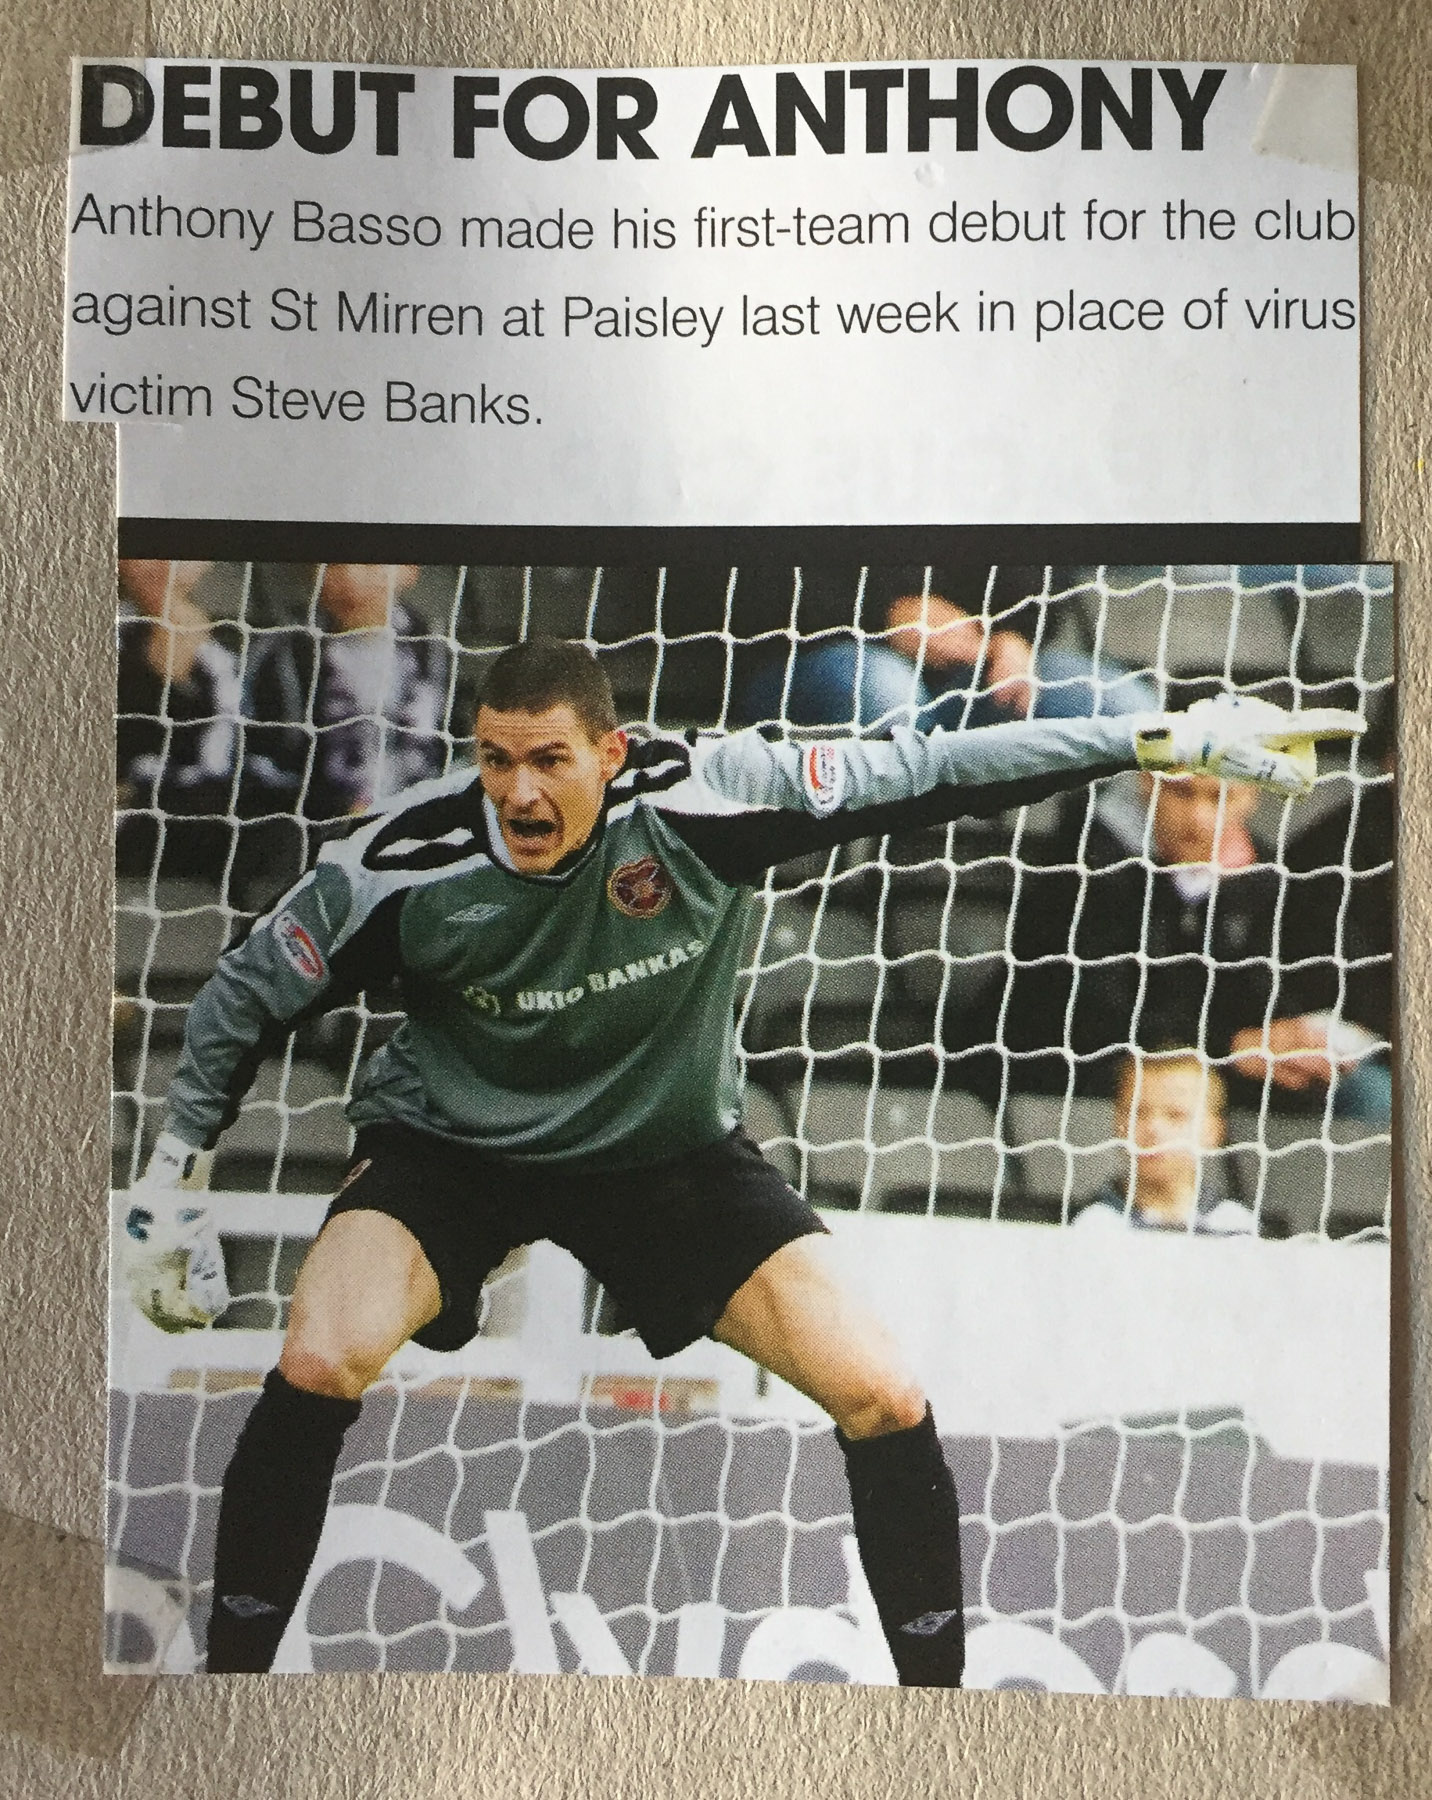 DEBUT FOR ANTHONY
Anthony Basso made his first-team debut for the club
against St Mirren at Paisley last week in place of virus
victim Steve Banks.
UKIO BANKAS